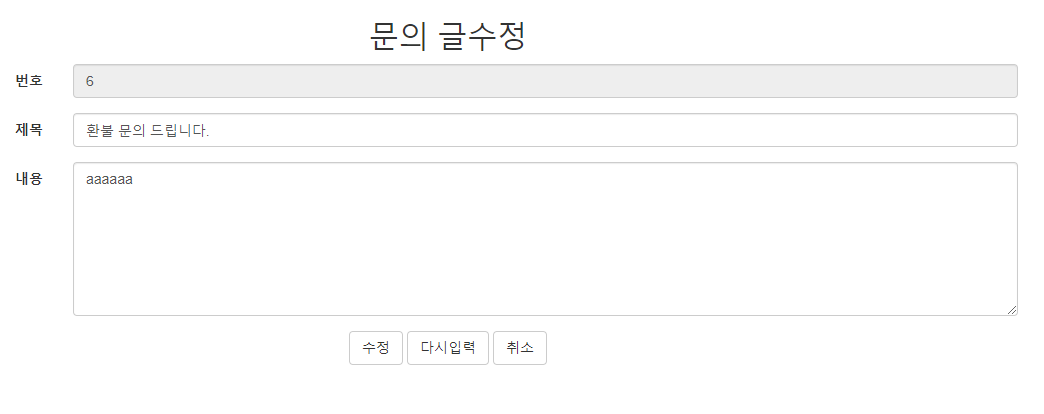 문의 글수정
번호 6
제목 환불 문의 드립니다.
내용 aaaaaa
수정 다시입력 취소